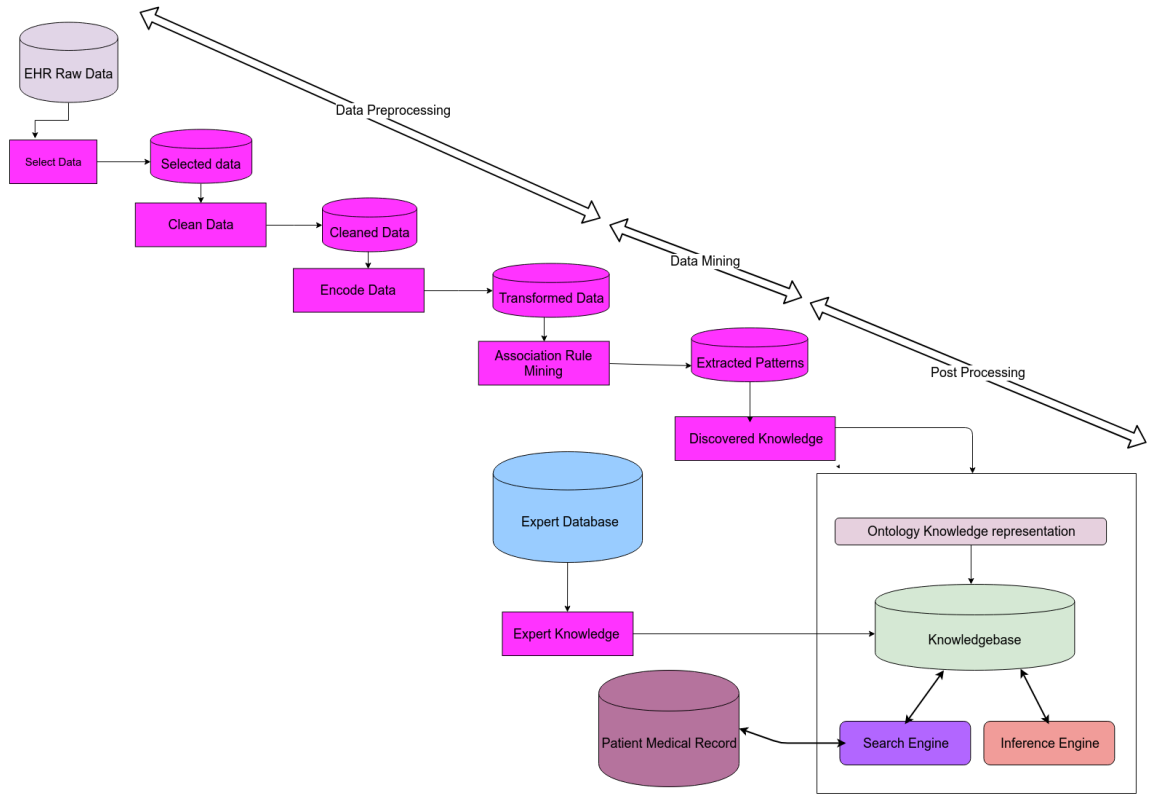 EHR Raw Data
Data Preprocessing
Select Data
Selected data
Clean Data
Cleaned Data
Data Mining
Encode Data
Transformed Data
Association Rule
Mining
Extracted Patterns
Post Processing
Discovered Knowledge
Expert Database
Ontology Knowledge representation
Expert Knowledge
Knowledgebase
Patient Medical Record
Search Engine
Inference Engine